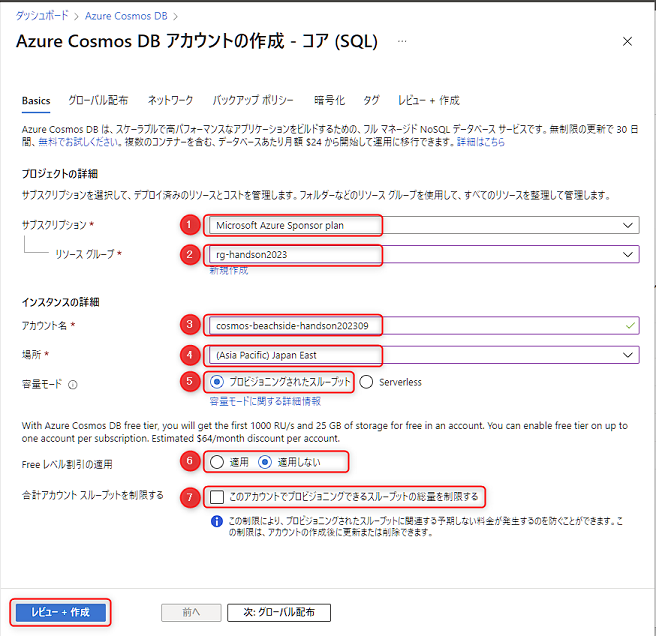 ダッシュボード > Azure Cosmos DB >
Azure Cosmos DB アカウントの作成 - コア (SQL) ...
Basics グローバル配布 ネットワーク バックアップ ポリシー 暗号化 タグ レビュー + 作成
Azure Cosmos DB は、スケーラブルで高パフォーマンスなアプリケーションをビルドするための、フル マネージド NoSQL データベース サービスです。無制限の更新で 30 日
間、無料でお試しください。複数のコンテナーを含む、データベースあたり月額 $24 から開始して運用に移行できます。詳細はこちら
プロジェクトの詳細
サブスクリプションを選択して、デプロイ済みのリソースとコストを管理します。フォルダーなどのリソース グループを使用して、すべてのリソースを整理して管理します。
サブスクリプション * 1 Microsoft Azure Sponsor plan
リソース グループ * 2 rg-handson2023
新規作成
インスタンスの詳細
アカウント名 * 3 cosmos-beachside-handson202309
場所 * 4 (Asia Pacific) Japan East
容量モード 5 プロビジョニングされたスループット Serverless
容量モードに関する詳細情報
With Azure Cosmos DB free tier, you will get the first 1000 RU/s and 25 GB of storage for free in an account. You can enable free tier on up
to one account per subscription. Estimated $64/month discount per account.
Free レベル割引の適用 6 適用 適用しない
合計アカウント スループットを制限する 7 このアカウントでプロビジョニングできるスループットの総量を制限する
この制限により、プロビジョニングされたスループットに関連する予期しない料金が発生するのを防ぐことができます。こ
の制限は、アカウントの作成後に更新または削除できます。
レビュー + 作成 前へ 次: グローバル配布